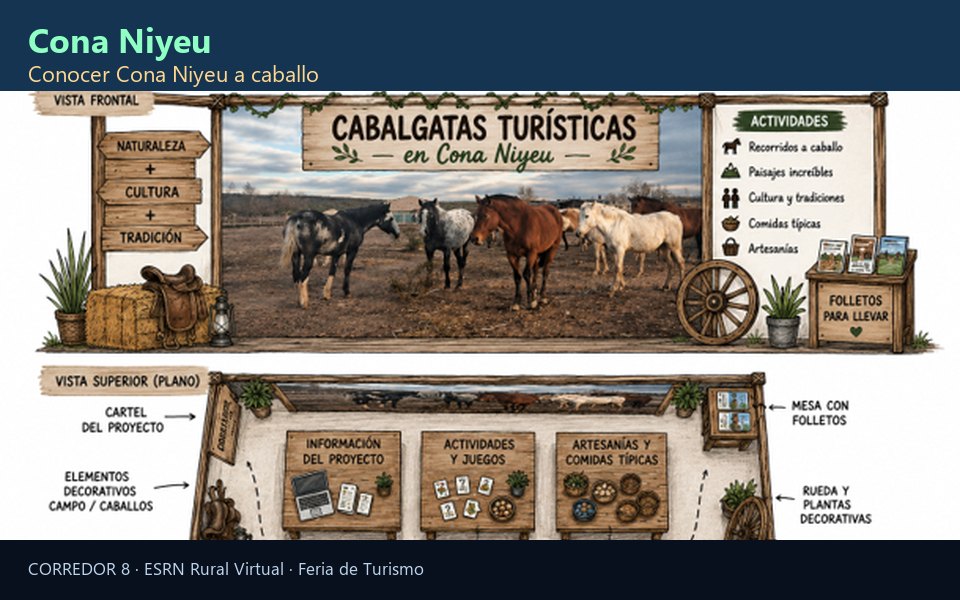 Cona Niyeu
Conocer Cona Niyeu a caballo
VISTA FRONTAL
NATURALEZA
+
CULTURA
+
TRADICIÓN
CABALGATAS TURÍSTICAS
en Cona Niyeu
ACTIVIDADES
Recorridos a caballo
Paisajes increíbles
Cultura y tradiciones
Comidas típicas
Artesanías
FOLLETOS
PARA LLEVAR
VISTA SUPERIOR (PLANO)
CARTEL
DEL PROYECTO
ELEMENTOS
DECORATIVOS
CAMPO / CABALLOS
INFORMACIÓN
DEL PROYECTO
ACTIVIDADES
Y JUEGOS
ARTESANÍAS Y
COMIDAS TÍPICAS
MESA CON
FOLLETOS
RUEDA Y
PLANTAS
DECORATIVAS
CORREDOR 8 · ESRN Rural Virtual · Feria de Turismo